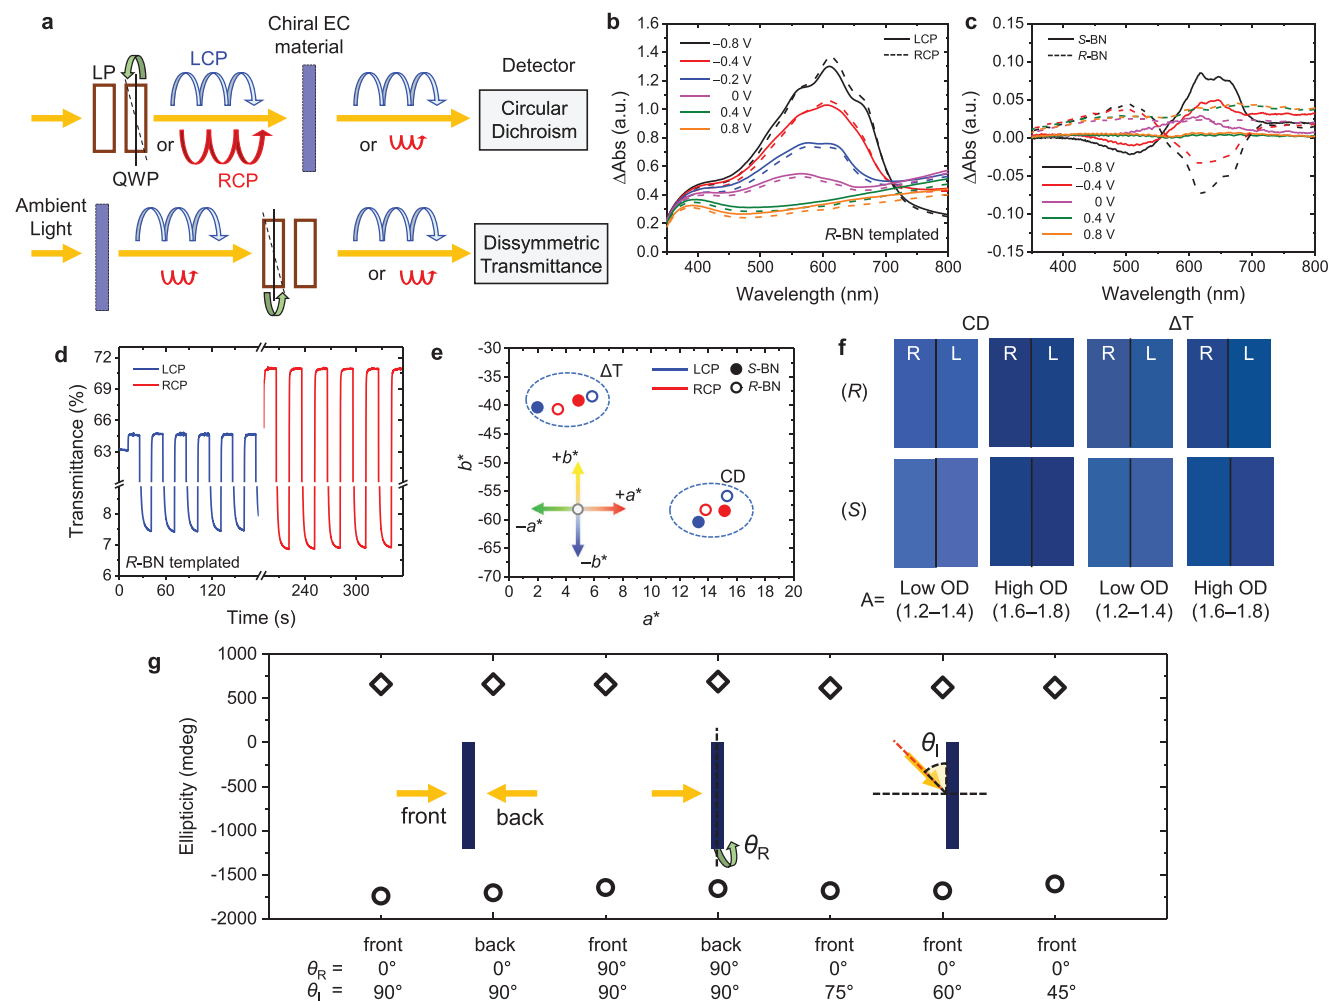 a
Chiral EC
material
LP
LCP
Detector
or
Circular
Dichroism
or
QWP
RCP
Ambient
Light
or
Dissymmetric
Transmittance
b
1.6
1.4
1.2
1.0
0.8
0.6
0.4
0.2
0.0
ΔAbs (a.u.)
–0.8 V
–0.4 V
–0.2 V
0 V
0.4 V
0.8 V
LCP
RCP
R-BN templated
400 500 600 700 800
Wavelength (nm)
c
0.15
0.10
0.05
0.00
-0.05
-0.10
-0.15
ΔAbs (a.u.)
S-BN
R-BN
–0.8 V
–0.4 V
0 V
0.4 V
0.8 V
400 500 600 700 800
Wavelength (nm)
d
71
67
63
8
7
6
Transmittance (%)
LCP
RCP
R-BN templated
0 60 120 180 240 300
Time (s)
e
-30
-35
-40
-45
-50
-55
-60
-65
-70
b*
ΔT
LCP
RCP
S-BN
R-BN
+b*
+a*
–a*
–b*
CD
0 2 4 6 8 10 12 14 16 18 20
a*
f
CD ΔT
R L R L R L R L
(R)
(S)
A= Low OD High OD Low OD High OD
(1.2–1.4) (1.6–1.8) (1.2–1.4) (1.6–1.8)
g
1000
500
0
-500
-1000
-1500
-2000
Ellipticity (mdeg)
front
back
θR
θI
front back front back front front front
θR = 0° 0° 90° 90° 0° 0° 0°
θI = 90° 90° 90° 90° 75° 60° 45°